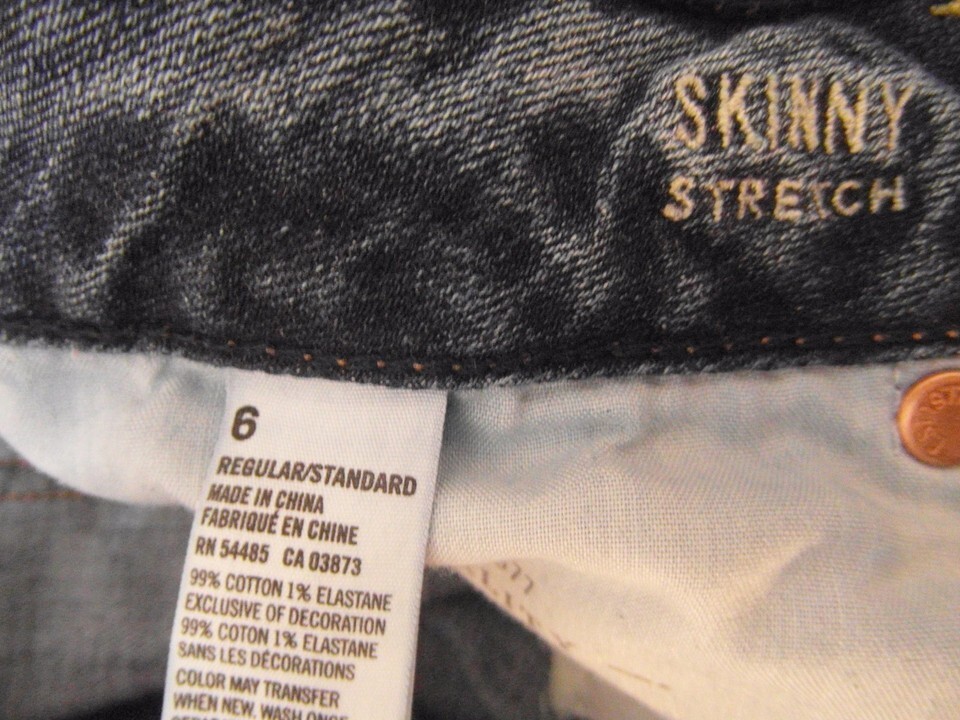 SKINNY
STRETCH
6
REGULAR/STANDARD
MADE IN CHINA
FABRIQUÉ EN CHINE
RN 54485 CA 03873
99% COTTON 1% ELASTANE
EXCLUSIVE OF DECORATION
99% COTON 1% ELASTANE
SANS LES DÉCORATIONS
COLOR MAY TRANSFER
WHEN NEW. WASH ONCE